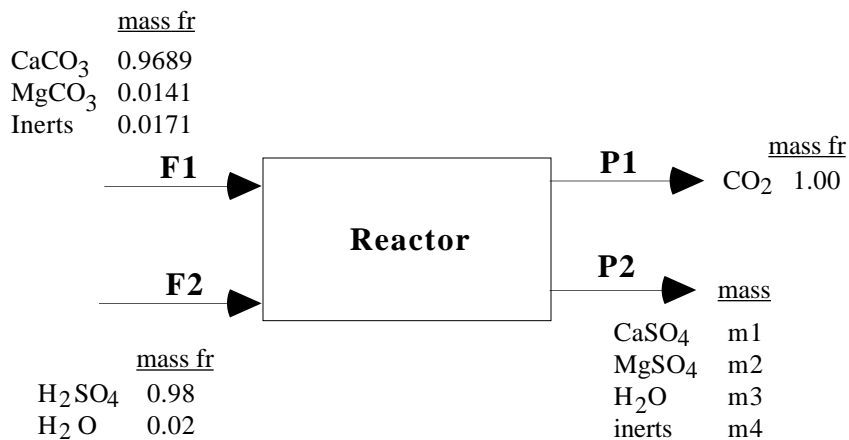 mass fr
CaCO3 0.9689
MgCO3 0.0141
Inerts 0.0171
F1
F2
Reactor
P1
P2
mass fr
CO2 1.00
mass
CaSO4 m1
MgSO4 m2
H2O m3
inerts m4
mass fr
H2SO4 0.98
H2O 0.02